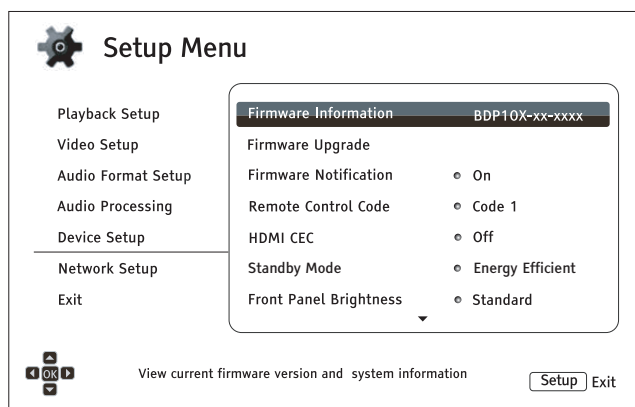 Setup Menu
Playback Setup
Video Setup
Audio Format Setup
Audio Processing
Device Setup
Network Setup
Exit
Firmware Information BDP10X-xx-xxxx
Firmware Upgrade
Firmware Notification On
Remote Control Code Code 1
HDMI CEC Off
Standby Mode Energy Efficient
Front Panel Brightness Standard
OK
View current firmware version and system information
Setup Exit